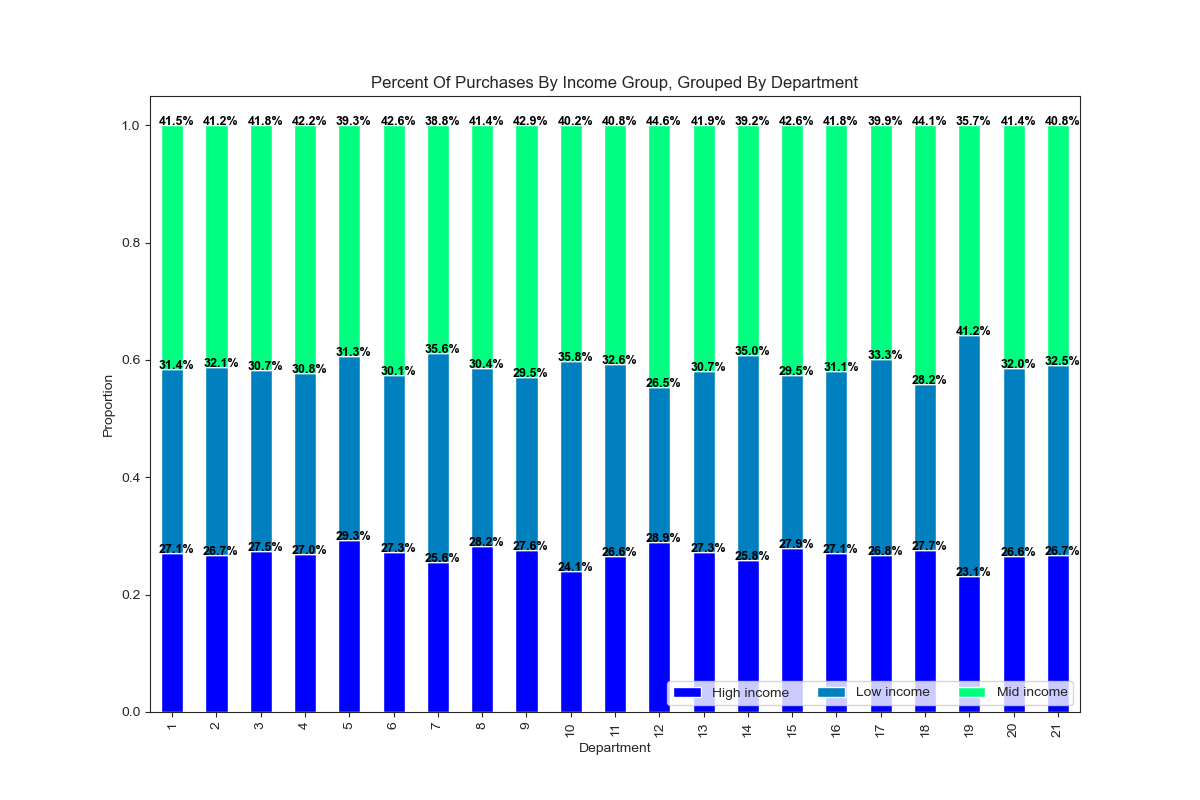 Percent Of Purchases By Income Group, Grouped By Department
1.0
0.8
0.6
0.4
0.2
0.0
Proportion
41.5% 41.2% 41.8% 42.2% 39.3% 42.6% 38.8% 41.4% 42.9% 40.2% 40.8% 44.6% 41.9% 39.2% 42.6% 41.8% 39.9% 44.1% 35.7% 41.4% 40.8%
31.4% 32.1% 30.7% 30.8% 31.3% 30.1% 35.6% 30.4% 29.5% 35.8% 32.6% 26.5% 30.7% 35.0% 29.5% 31.1% 33.3% 28.2% 41.2% 32.0% 32.5%
27.1% 26.7% 27.5% 27.0% 29.3% 27.3% 25.6% 28.2% 27.6% 24.1% 26.6% 28.9% 27.3% 25.8% 27.9% 27.1% 26.8% 27.7% 23.1% 26.6% 26.7%
High income Low income Mid income
1 2 3 4 5 6 7 8 9 10 11 12 13 14 15 16 17 18 19 20 21
Department